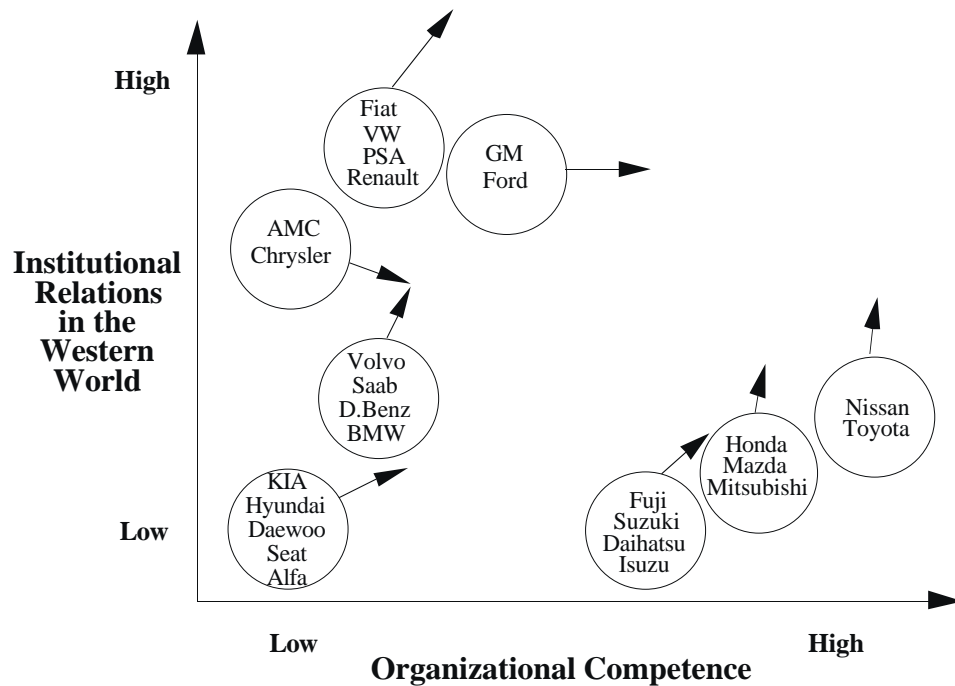 High
Fiat
VW
PSA
Renault
GM
Ford
AMC
Chrysler
Institutional
Relations
in the
Western
World
Volvo
Saab
D.Benz
BMW
Nissan
Toyota
Honda
Mazda
Mitsubishi
KIA
Hyundai
Daewoo
Seat
Alfa
Fuji
Suzuki
Daihatsu
Isuzu
Low
Low
High
Organizational Competence